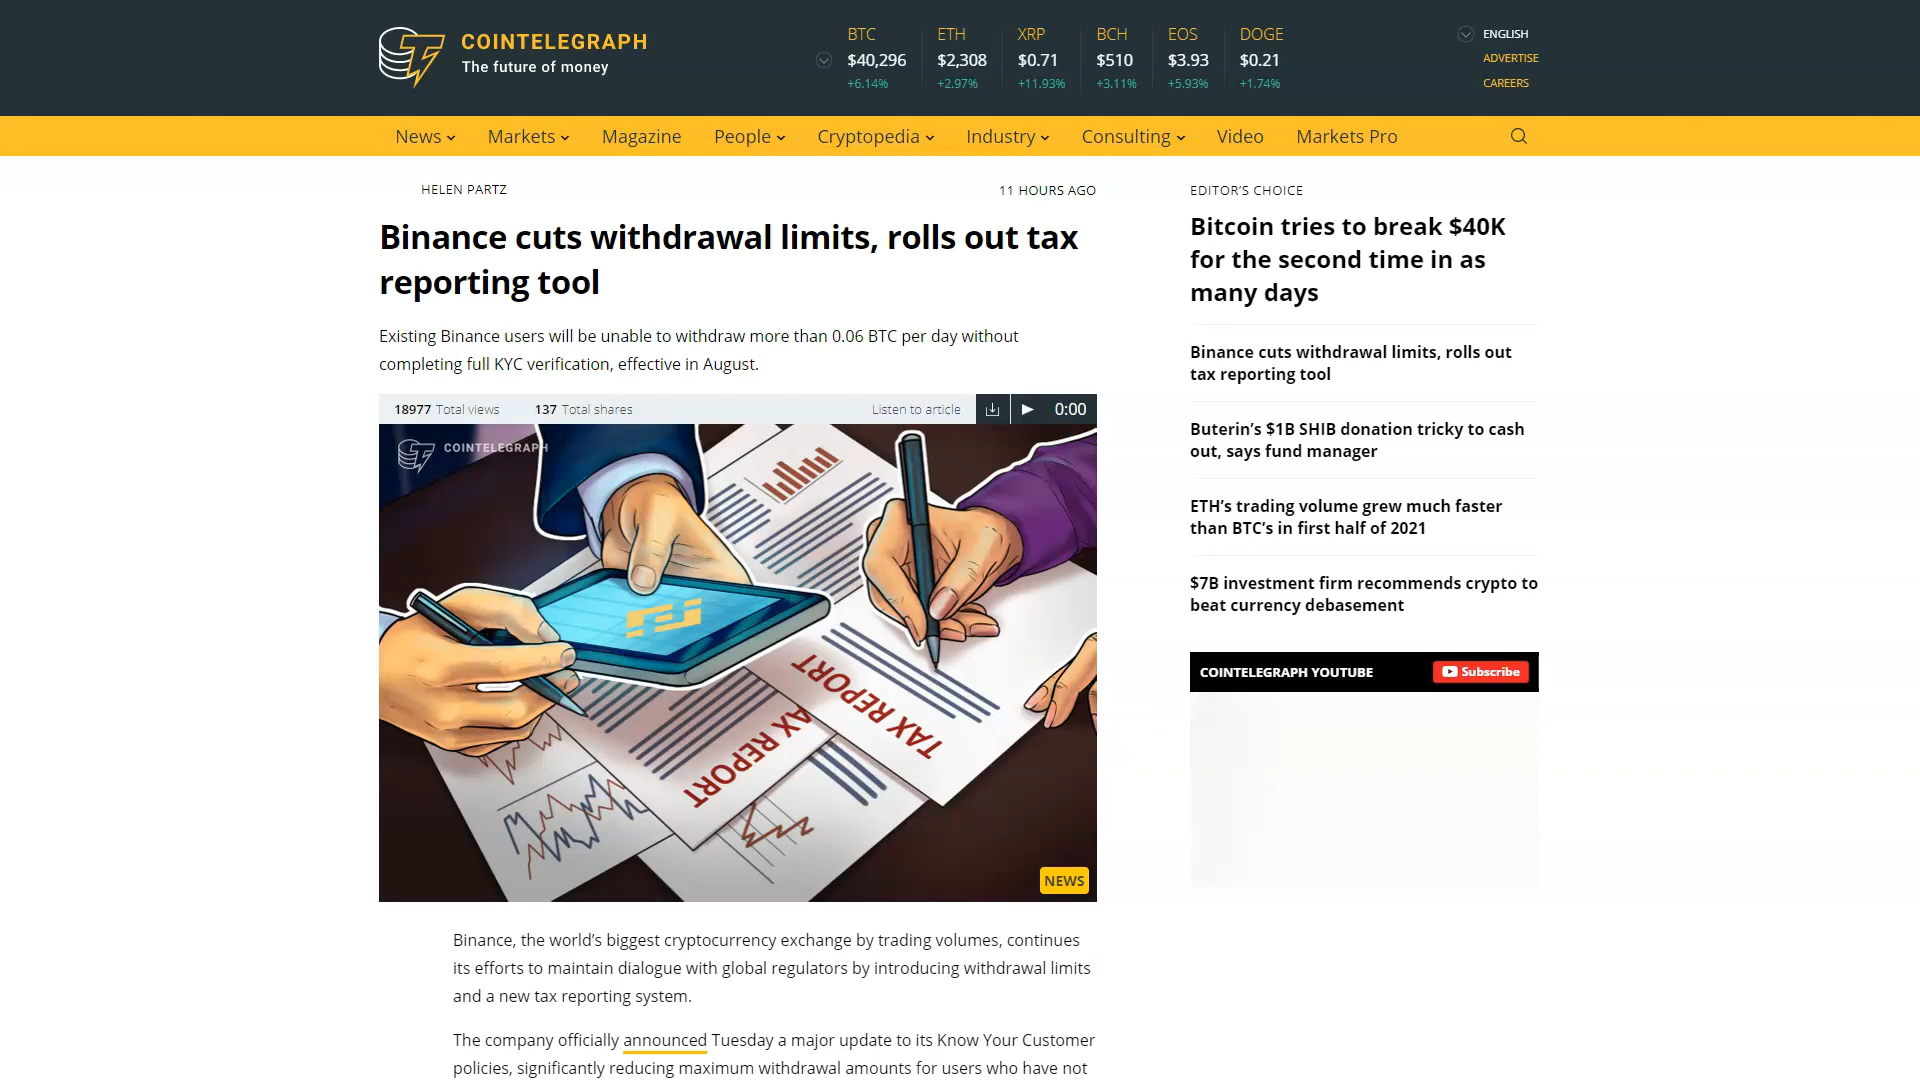 COINTELEGRAPH
The future of money
BTC
$40,296
+6.14%
ETH
$2,308
+2.97%
XRP
$0.71
+11.93%
BCH
$510
+3.11%
EOS
$3.93
+5.93%
DOGE
$0.21
+1.74%
ENGLISH
ADVERTISE
CAREERS
News Markets Magazine People Cryptopedia Industry Consulting Video Markets Pro
HELEN PARTZ
11 HOURS AGO
Binance cuts withdrawal limits, rolls out tax
reporting tool
Existing Binance users will be unable to withdraw more than 0.06 BTC per day without
completing full KYC verification, effective in August.
18977 Total views 137 Total shares Listen to article 0:00
COINTELEGRAPH
TAX REPORT
AX REPORT
NEWS
Binance, the world’s biggest cryptocurrency exchange by trading volumes, continues
its efforts to maintain dialogue with global regulators by introducing withdrawal limits
and a new tax reporting system.
The company officially announced Tuesday a major update to its Know Your Customer
policies, significantly reducing maximum withdrawal amounts for users who have not
EDITOR’S CHOICE
Bitcoin tries to break $40K
for the second time in as
many days
Binance cuts withdrawal limits, rolls out
tax reporting tool
Buterin’s $1B SHIB donation tricky to cash
out, says fund manager
ETH’s trading volume grew much faster
than BTC’s in first half of 2021
$7B investment firm recommends crypto to
beat currency debasement
COINTELEGRAPH YOUTUBE
Subscribe